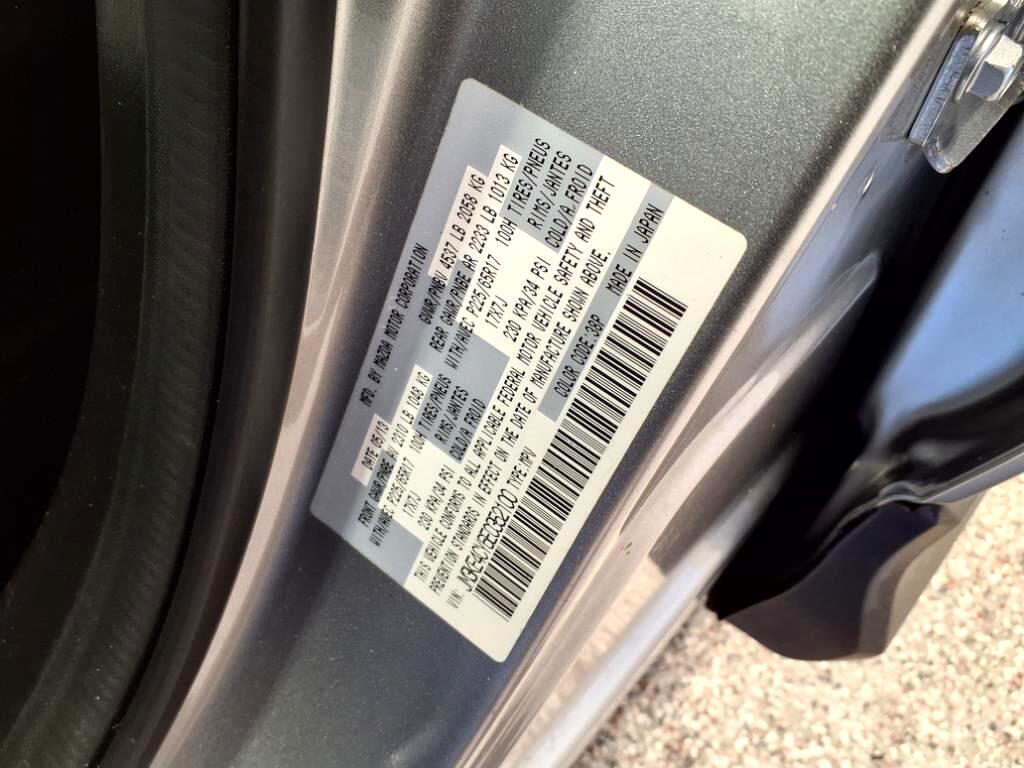 MFD. BY MAZDA MOTOR CORPORATION
DATE: 05/13 GVWR/PNBV 4537 LB 2058 KG
FRONT GAWR/PNBE AV 2310 LB 1048 KG REAR GAWR/PNBE AR 2233 LB 1013 KG
WITH/AVEC P225/65R17 100H TIRES/PNEUS WITH/AVEC P225/65R17 100H TIRES/PNEUS
17X7J RIMS/JANTES 17X7J RIMS/JANTES
230 KPA/34 PSI COLD/A FROID 230 KPA/34 PSI COLD/A FROID
THIS VEHICLE CONFORMS TO ALL APPLICABLE FEDERAL MOTOR VEHICLE SAFETY AND THEFT
PREVENTION STANDARDS IN EFFECT ON THE DATE OF MANUFACTURE SHOWN ABOVE.
VIN: TYPE: MPV COLOR CODE: 38P MADE IN JAPAN